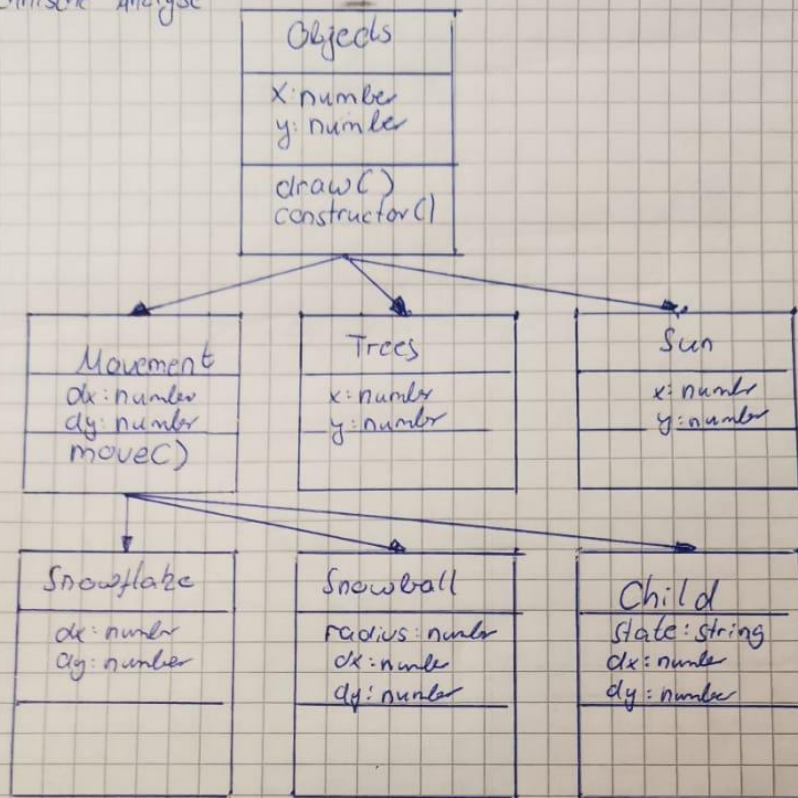 Analyse
Objects
x: number
y: number
draw()
constructor()
Movement
dx: number
dy: number
move()
Trees
x: number
y: number
Sun
x: number
y: number
Snowflake
dx: number
dy: number
Snowball
radius: number
dx: number
dy: number
Child
state: string
dx: number
dy: number